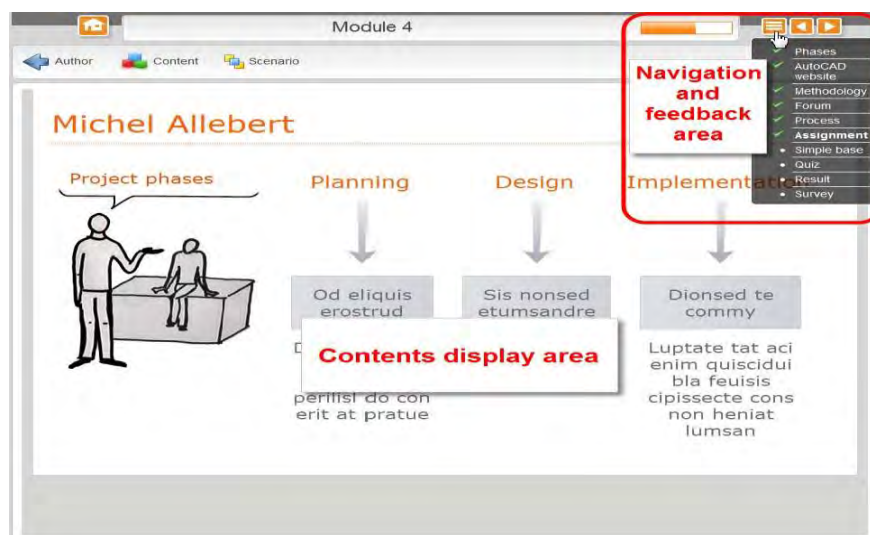 Module 4
Author
Content
Scenario
Navigation
and
feedback
area
Phases
AutoCAD
website
Methodology
Forum
Process
Assignment
Simple base
Quiz
Result
Survey
Michel Allebert
Project phases
Planning
Design
Implementation
Od eliquis
erostrud
Sis nonsed
etumsandre
Dionsed te
commy
Contents display area
perilisl do con
erit at pratue
Luptate tat aci
enim quiscidui
bla feuisis
cipissecte cons
non heniat
lumsan